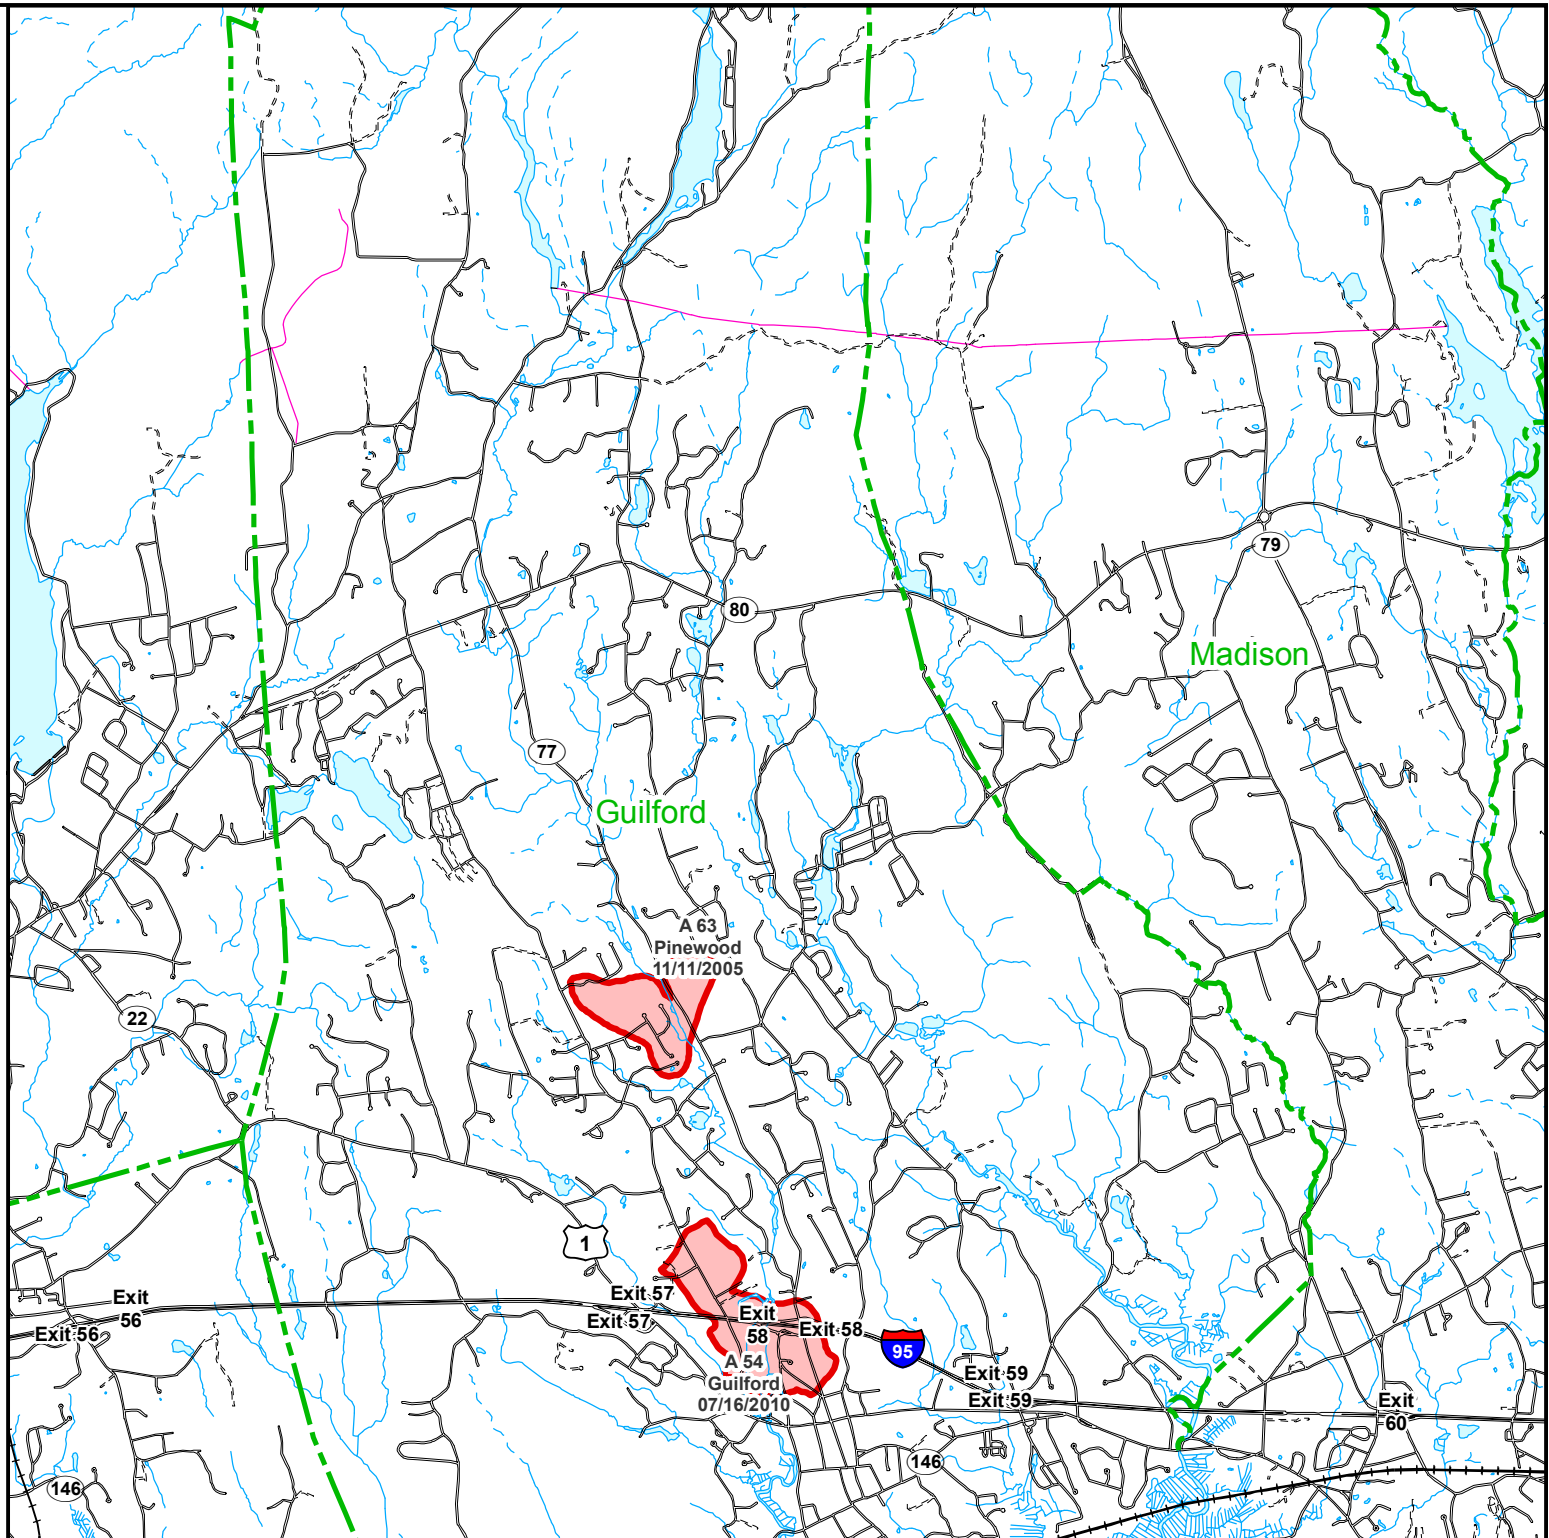 79
80
Madison
77
Guilford
A 63
Pinewood
11/11/2005
22
1
Exit 57
Exit
56
Exit 57
Exit
58
Exit 58
Exit 56
95
A 54
Guilford
07/16/2010
Exit 59
Exit 59
Exit
60
146
146